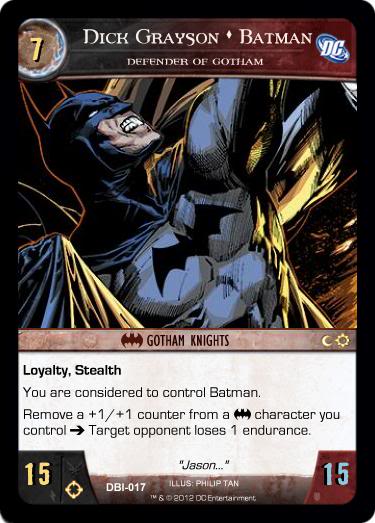 7
DICK GRAYSON ♦ BATMAN
DC
DEFENDER OF GOTHAM
GOTHAM KNIGHTS
Loyalty, Stealth
You are considered to control Batman.
Remove a +1/+1 counter from a character you
control ➔ Target opponent loses 1 endurance.
"Jason..."
15
DBI-017
ILLUS: PHILIP TAN
15
™ & © 2012 DC Entertainment